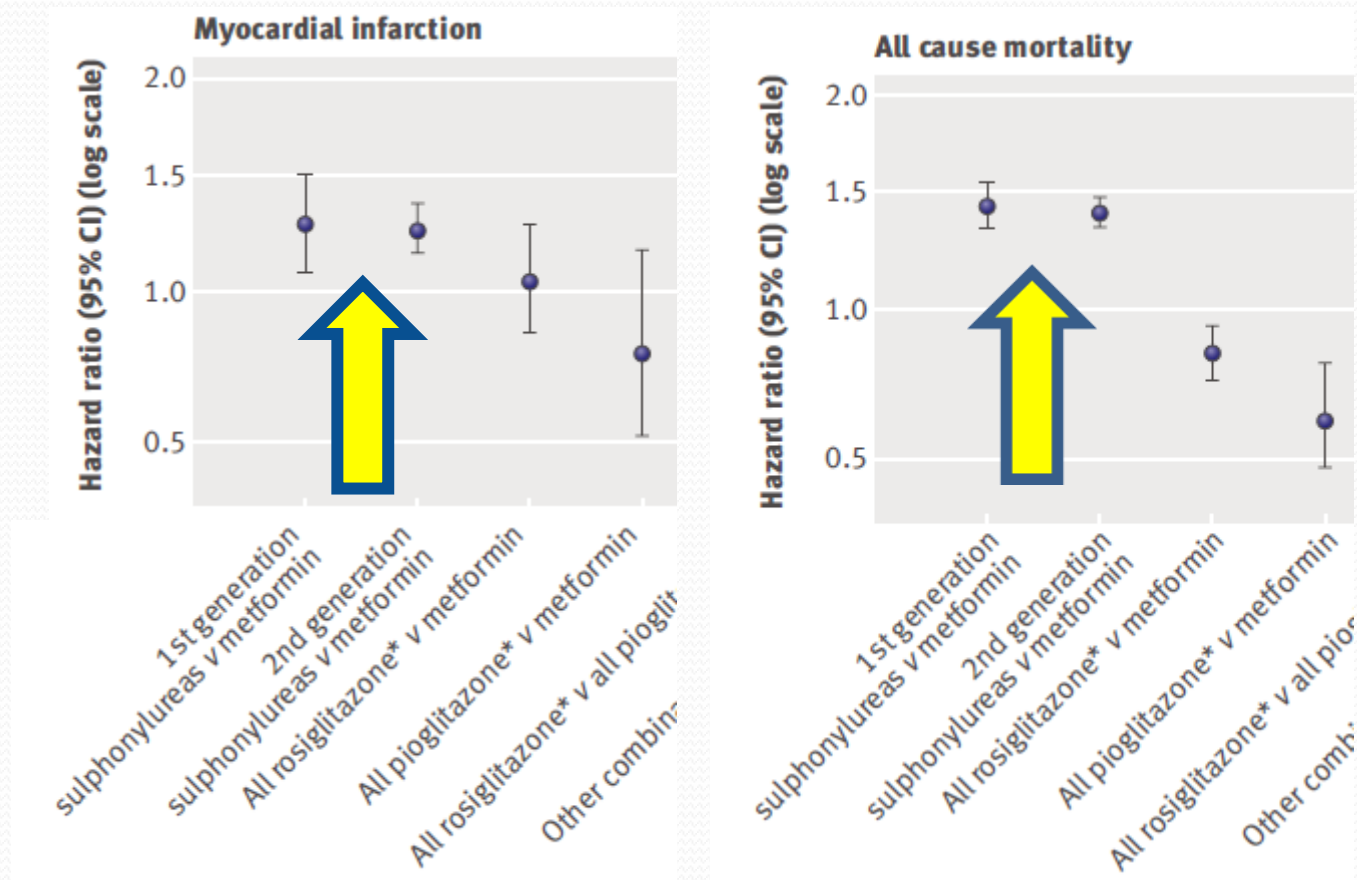 Myocardial infarction
Hazard ratio (95% CI) (log scale)
2.0
1.5
1.0
0.5
1st generation
sulphonylureas v metformin
2nd generation
sulphonylureas v metformin
All rosiglitazone* v metformin
All pioglitazone* v metformin
All rosiglitazone* v all pioglit
Other combina
All cause mortality
Hazard ratio (95% CI) (log scale)
2.0
1.5
1.0
0.5
1st generation
sulphonylureas v metformin
2nd generation
sulphonylureas v metformin
All rosiglitazone* v metformin
All pioglitazone* v metformin
All rosiglitazone* v all piog
Other combi